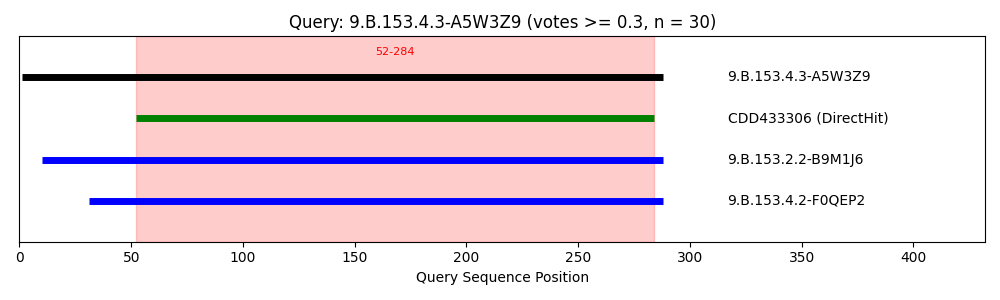 Query: 9.B.153.4.3-A5W3Z9 (votes >= 0.3, n = 30)
52-284
9.B.153.4.3-A5W3Z9
CDD433306 (DirectHit)
9.B.153.2.2-B9M1J6
9.B.153.4.2-F0QEP2
0 50 100 150 200 250 300 350 400
Query Sequence Position